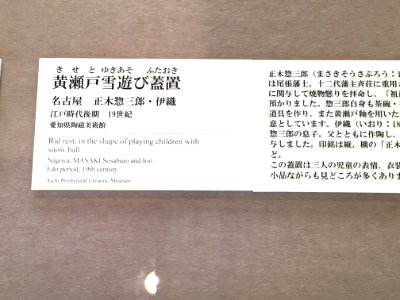 きせとゆきあそ ふたおき
黄瀬戸雪遊び蓋置
名古屋 正木惣三郎・伊織
江戸時代後期 19世紀
愛知県陶磁美術館
Rid rest, in the shape of playing children with
snow ball
Nagoya, MASAKI Sosaburo and Iori
Edo period, 19th century
Aichi Prefectural Ceramic Museum
正木惣三郎(まさきそうさぶろう:1
は尾張藩士。十二代藩主斉荘に重用さ
に関与して焼物懸りを拝命し、「祖
預かりました。惣三郎自身も茶碗・
道具を作り、また黄瀬戸釉を用いた
意としています。伊織(いおり:18
惣三郎の息子。父とともに作陶し、
与しました。印銘は縦、横の「正木
ど。
この蓋置は三人の児童の表情、衣装
小品ながらも見どころが多くありま